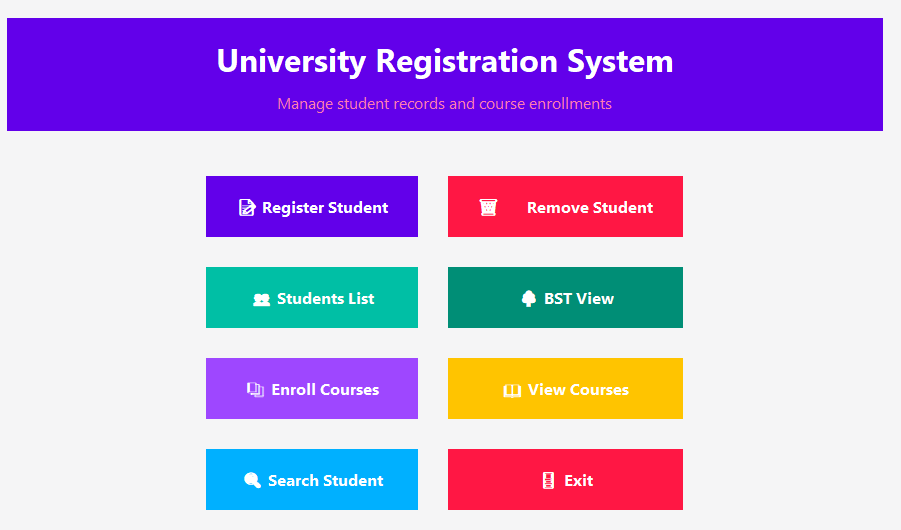 University Registration System
Manage student records and course enrollments
Register Student
Remove Student
Students List
BST View
Enroll Courses
View Courses
Search Student
Exit